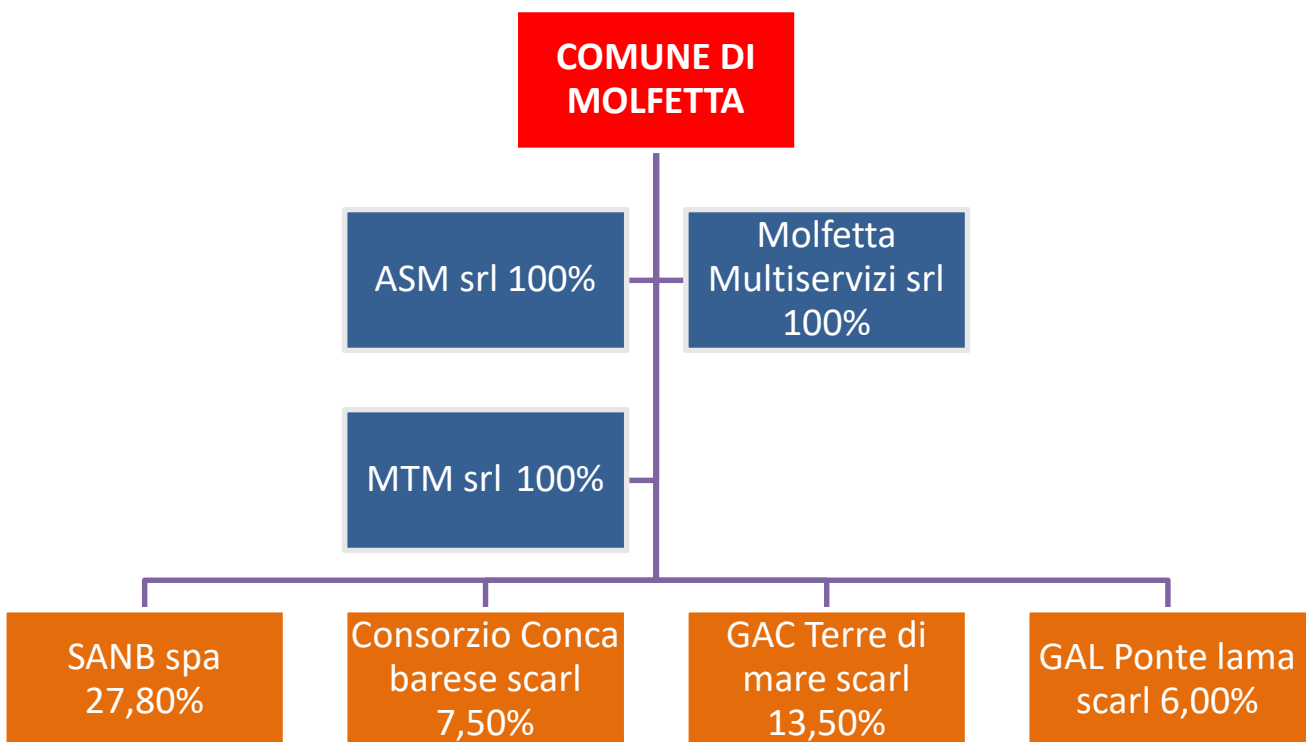 COMUNE DI
MOLFETTA
ASM srl 100%
Molfetta
Multiservizi srl
100%
MTM srl 100%
SANB spa
27,80%
Consorzio Conca
barese scarl
7,50%
GAC Terre di
mare scarl
13,50%
GAL Ponte lama
scarl 6,00%